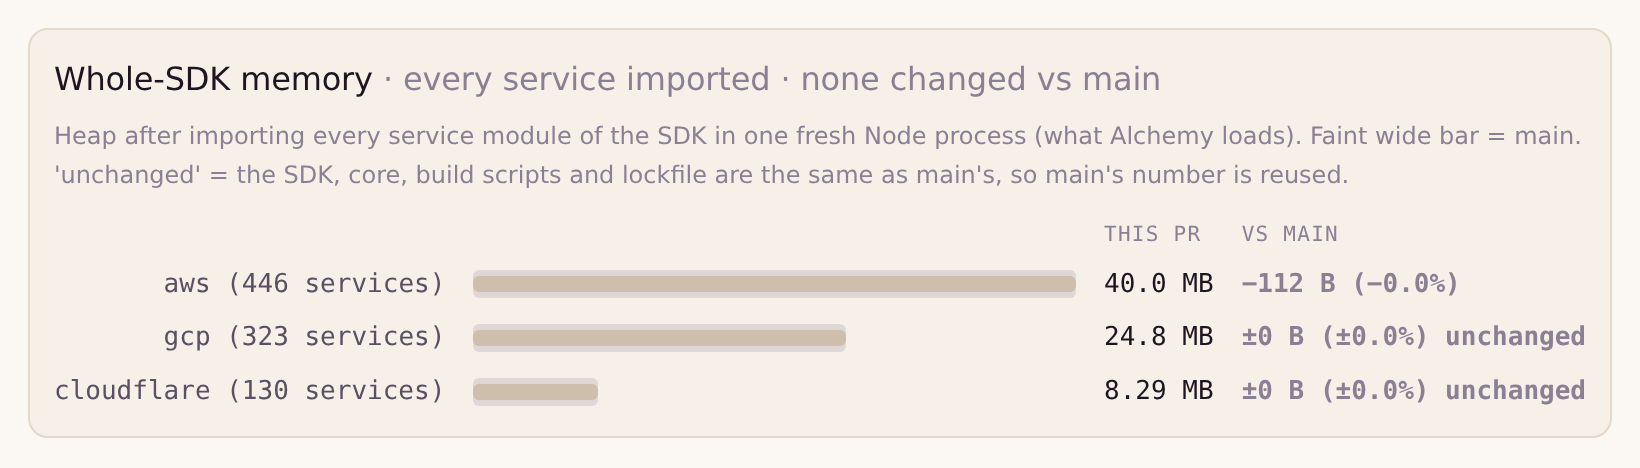 Whole-SDK memory · every service imported · none changed vs main
Heap after importing every service module of the SDK in one fresh Node process (what Alchemy loads). Faint wide bar = main.
'unchanged' = the SDK, core, build scripts and lockfile are the same as main's, so main's number is reused.
THIS PR VS MAIN
aws (446 services) 40.0 MB −112 B (−0.0%)
gcp (323 services) 24.8 MB ±0 B (±0.0%) unchanged
cloudflare (130 services) 8.29 MB ±0 B (±0.0%) unchanged